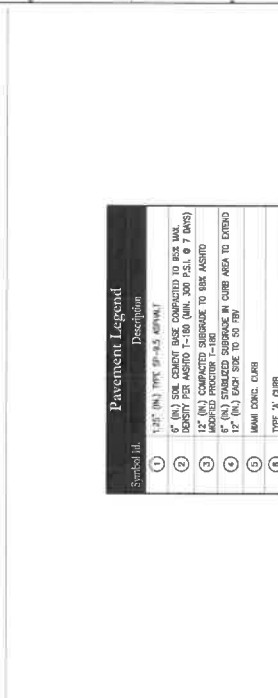 Pavement Legend
Symbol Id. Description
1 1.25" (IN.) TYPE SP-9.5 ASPHALT
2 6" (IN.) SOIL CEMENT BASE COMPACTED TO 95% MAX.
DENSITY PER AASHTO T-180 (MIN. 300 P.S.I. @ 7 DAYS)
3 12" (IN.) COMPACTED SUBGRADE TO 98% AASHTO
MODIFIED PROCTOR T-180
4 6" (IN.) STABILIZED SUBGRADE IN CURB AREA TO EXTEND
12" (IN.) EACH SIDE TO 50 FBV
5 MIAMI CONC. CURB
6 TYPE 'A' CURB